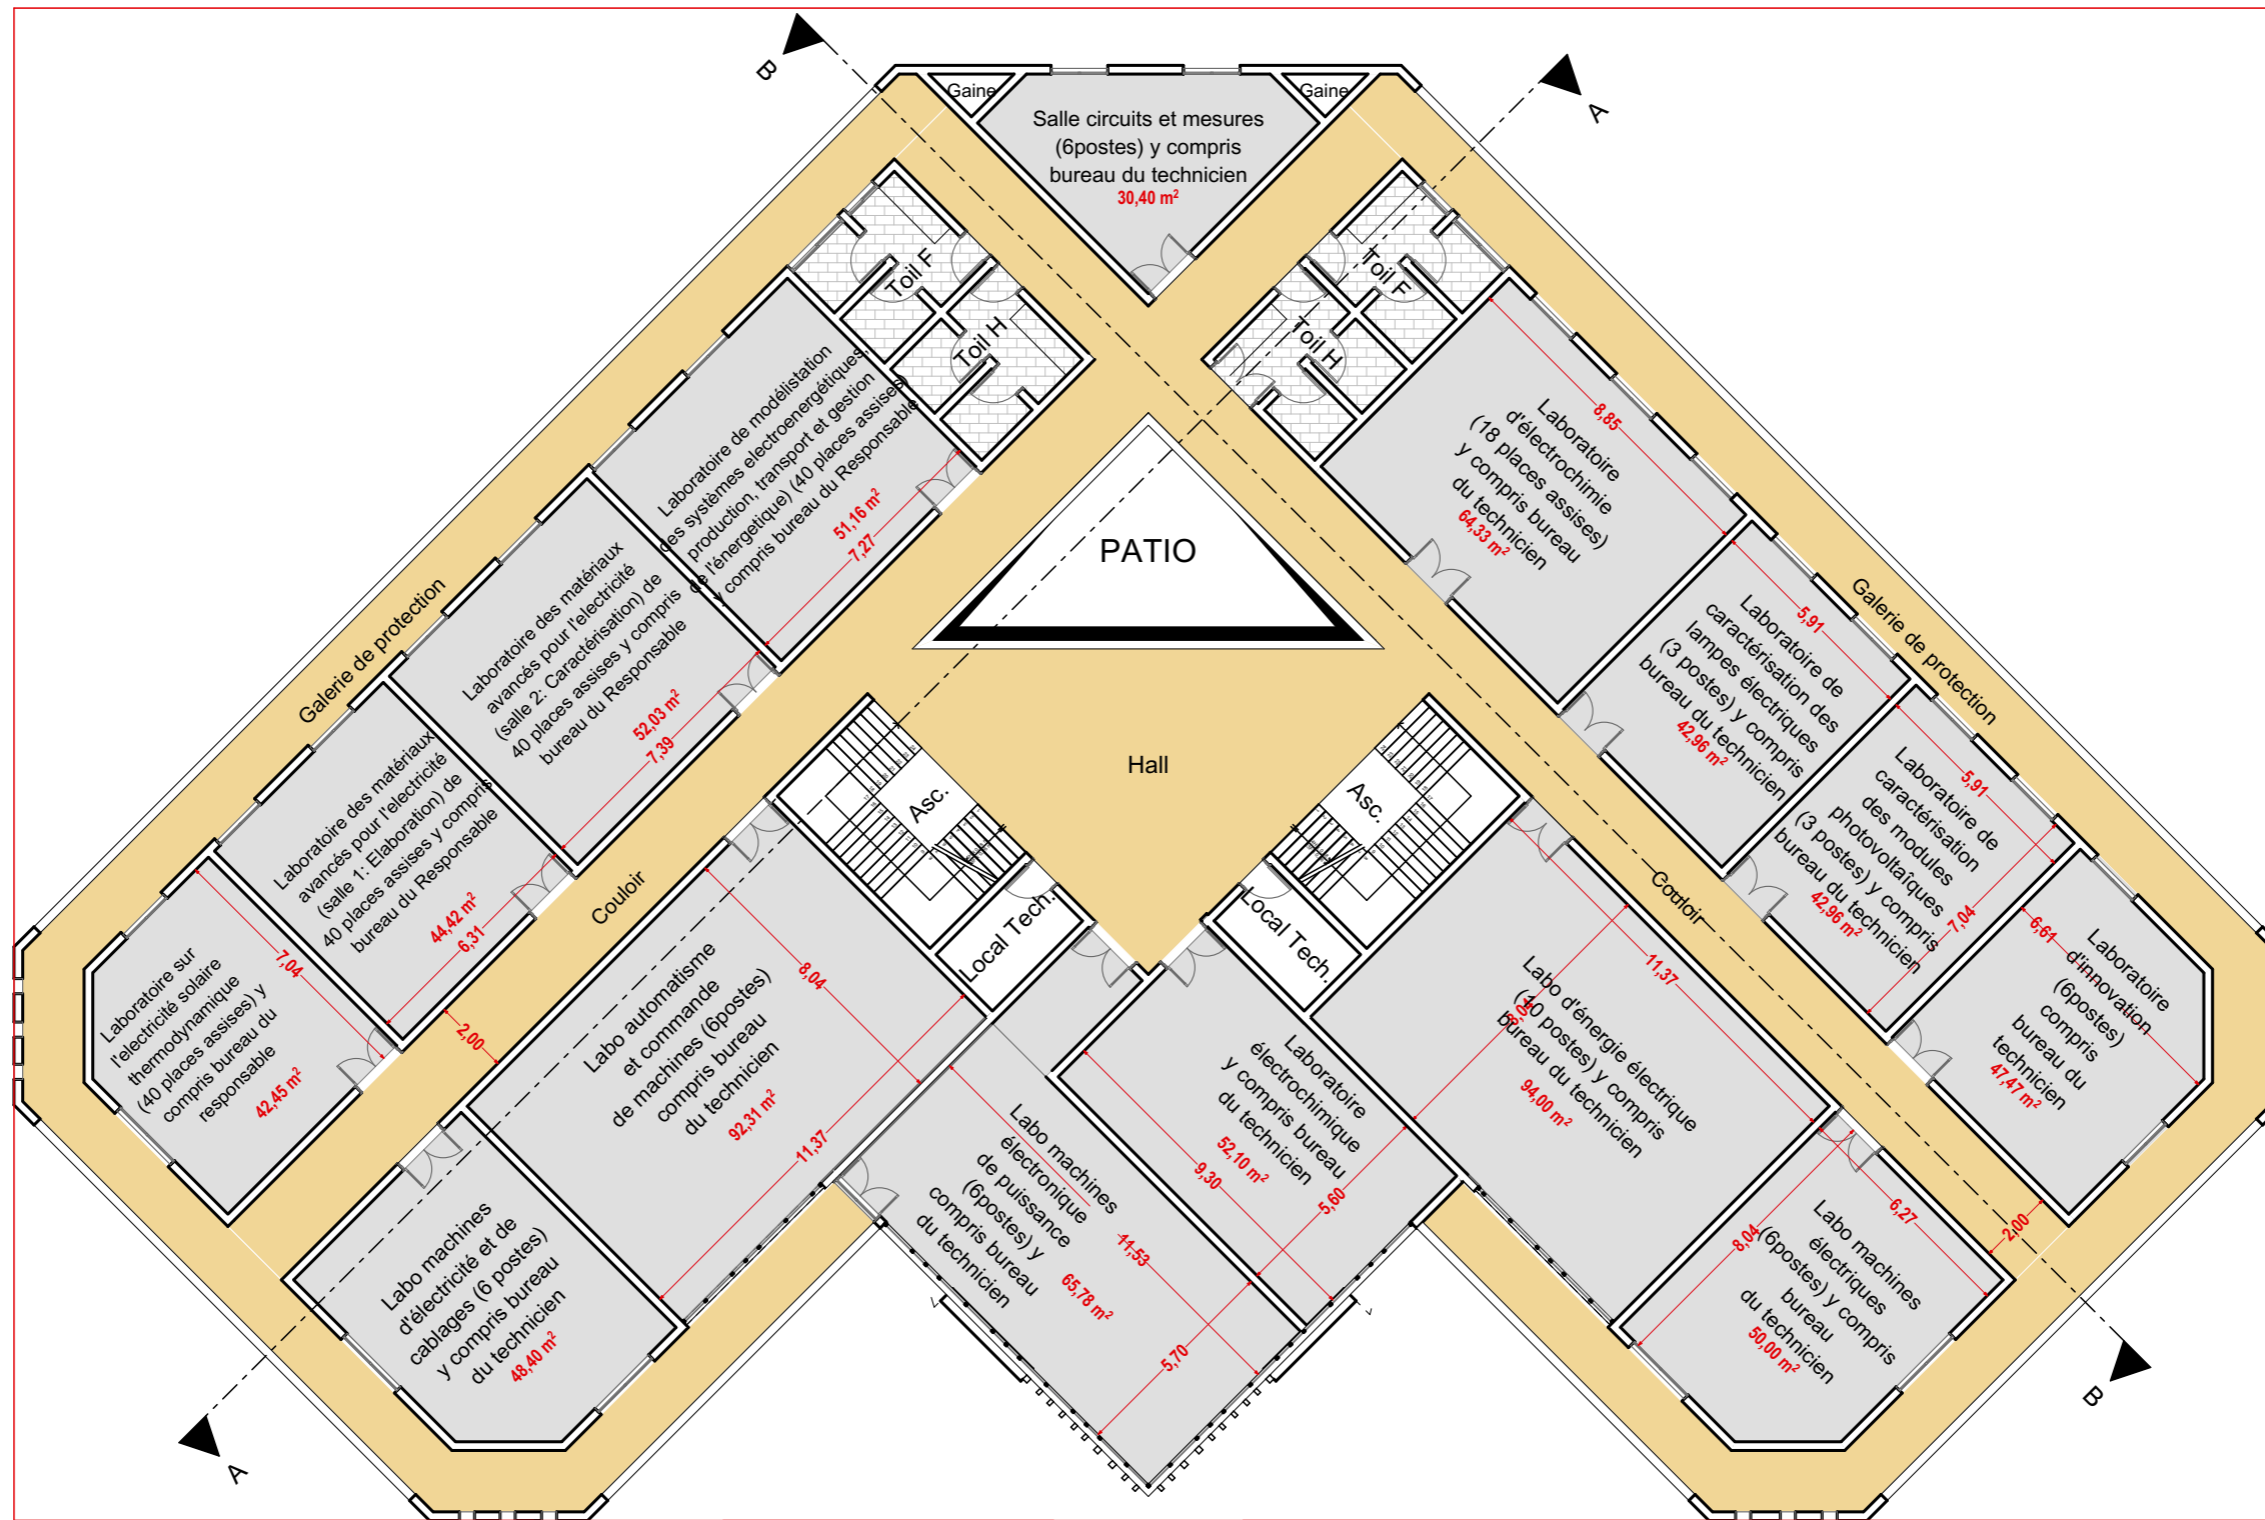 B
A
Gaine
Gaine
Salle circuits et mesures
(6postes) y compris
bureau du technicien
30,40 m²
Toil F
Toil H
Toil F
Toil H
Laboratoire de modélistation
des systèmes electroenergétiques,
production, transport et gestion
de l'énergetique) (40 places assises)
y compris bureau du Responsable
51,16 m²
7,27
Laboratoire des matériaux
avancés pour l'electricité
(salle 2: Caractérisation) de
40 places assises y compris
bureau du Responsable
52,03 m²
7,39
Laboratoire des matériaux
avancés pour l'electricité
(salle 1: Elaboration) de
40 places assises y compris
bureau du Responsable
44,42 m²
6,31
Laboratoire sur
l'electricité solaire
thermodynamique
(40 places assises) y
compris bureau du
responsable
42,45 m²
7,04
Galerie de protection
Couloir
2,00
PATIO
Hall
Asc.
Asc.
Local Tech.
Local Tech.
Laboratoire
d'électrochimie
(18 places assises)
y compris bureau
du technicien
64,33 m²
8,85
Laboratoire de
caractérisation des
lampes électriques
(3 postes) y compris
bureau du technicien
42,96 m²
5,91
Laboratoire de
caractérisation
des modules
photovoltaîques
(3 postes) y compris
bureau du technicien
42,96 m²
5,91
7,04
Galerie de protection
Couloir
Laboratoire
d'innovation
(6postes)
compris
bureau du
technicien
47,47 m²
6,61
Labo automatisme
et commande
de machines (6postes)
compris bureau
du technicien
92,31 m²
8,04
11,37
Labo machines
d'électricité et de
cablages (6 postes)
y compris bureau
du technicien
48,40 m²
Labo machines
électronique
de puissance
(6postes) y
compris bureau
du technicien
65,78 m²
11,53
5,70
Laboratoire
électrochimique
y compris bureau
du technicien
52,10 m²
9,30
5,60
Labo d'énergie électrique
(10 postes) y compris
bureau du technicien
94,00 m²
8,04
11,37
Labo machines
électriques
(6postes) y compris
bureau
du technicien
50,00 m²
8,04
6,27
2,00
A
B